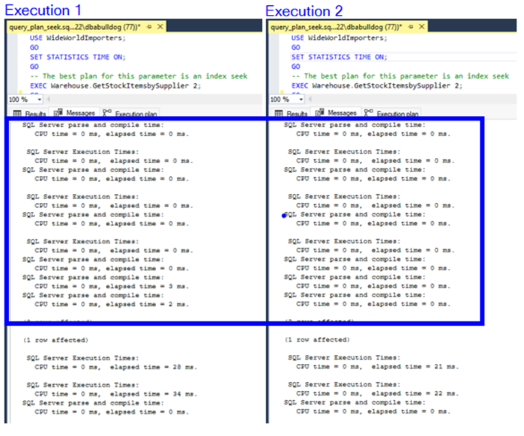 Execution 1
query_plan_seek.sq...22\dbabulldog (77))*
USE WideWorldImporters;
GO
SET STATISTICS TIME ON;
GO
-- The best plan for this parameter is an index seek
EXEC Warehouse.GetStockItemsbySupplier 2;
GO
100 %
Results Messages Execution plan
SQL Server parse and compile time:
CPU time = 0 ms, elapsed time = 0 ms.
SQL Server Execution Times:
CPU time = 0 ms, elapsed time = 0 ms.
SQL Server parse and compile time:
CPU time = 0 ms, elapsed time = 0 ms.
SQL Server Execution Times:
CPU time = 0 ms, elapsed time = 0 ms.
SQL Server parse and compile time:
CPU time = 0 ms, elapsed time = 0 ms.
SQL Server Execution Times:
CPU time = 0 ms, elapsed time = 0 ms.
SQL Server parse and compile time:
CPU time = 0 ms, elapsed time = 0 ms.
SQL Server parse and compile time:
CPU time = 0 ms, elapsed time = 3 ms.
SQL Server parse and compile time:
CPU time = 0 ms, elapsed time = 2 ms.
(1 row affected)
SQL Server Execution Times:
CPU time = 0 ms, elapsed time = 28 ms.
SQL Server Execution Times:
CPU time = 0 ms, elapsed time = 34 ms.
SQL Server parse and compile time:
CPU time = 0 ms, elapsed time = 0 ms.
Execution 2
query_plan_seek.sq...22\dbabulldog (77))*
USE WideWorldImporters;
GO
SET STATISTICS TIME ON;
GO
-- The best plan for this parameter is an index seek
EXEC Warehouse.GetStockItemsbySupplier 2;
GO
100 %
Results Messages Execution plan
SQL Server parse and compile time:
CPU time = 0 ms, elapsed time = 0 ms.
SQL Server Execution Times:
CPU time = 0 ms, elapsed time = 0 ms.
SQL Server parse and compile time:
CPU time = 0 ms, elapsed time = 0 ms.
SQL Server Execution Times:
CPU time = 0 ms, elapsed time = 0 ms.
SQL Server parse and compile time:
CPU time = 0 ms, elapsed time = 0 ms.
SQL Server Execution Times:
CPU time = 0 ms, elapsed time = 0 ms.
SQL Server parse and compile time:
CPU time = 0 ms, elapsed time = 0 ms.
SQL Server parse and compile time:
CPU time = 0 ms, elapsed time = 0 ms.
SQL Server parse and compile time:
CPU time = 0 ms, elapsed time = 0 ms.
(1 row affected)
SQL Server Execution Times:
CPU time = 0 ms, elapsed time = 21 ms.
SQL Server Execution Times:
CPU time = 0 ms, elapsed time = 22 ms.
SQL Server parse and compile time:
CPU time = 0 ms, elapsed time = 0 ms.